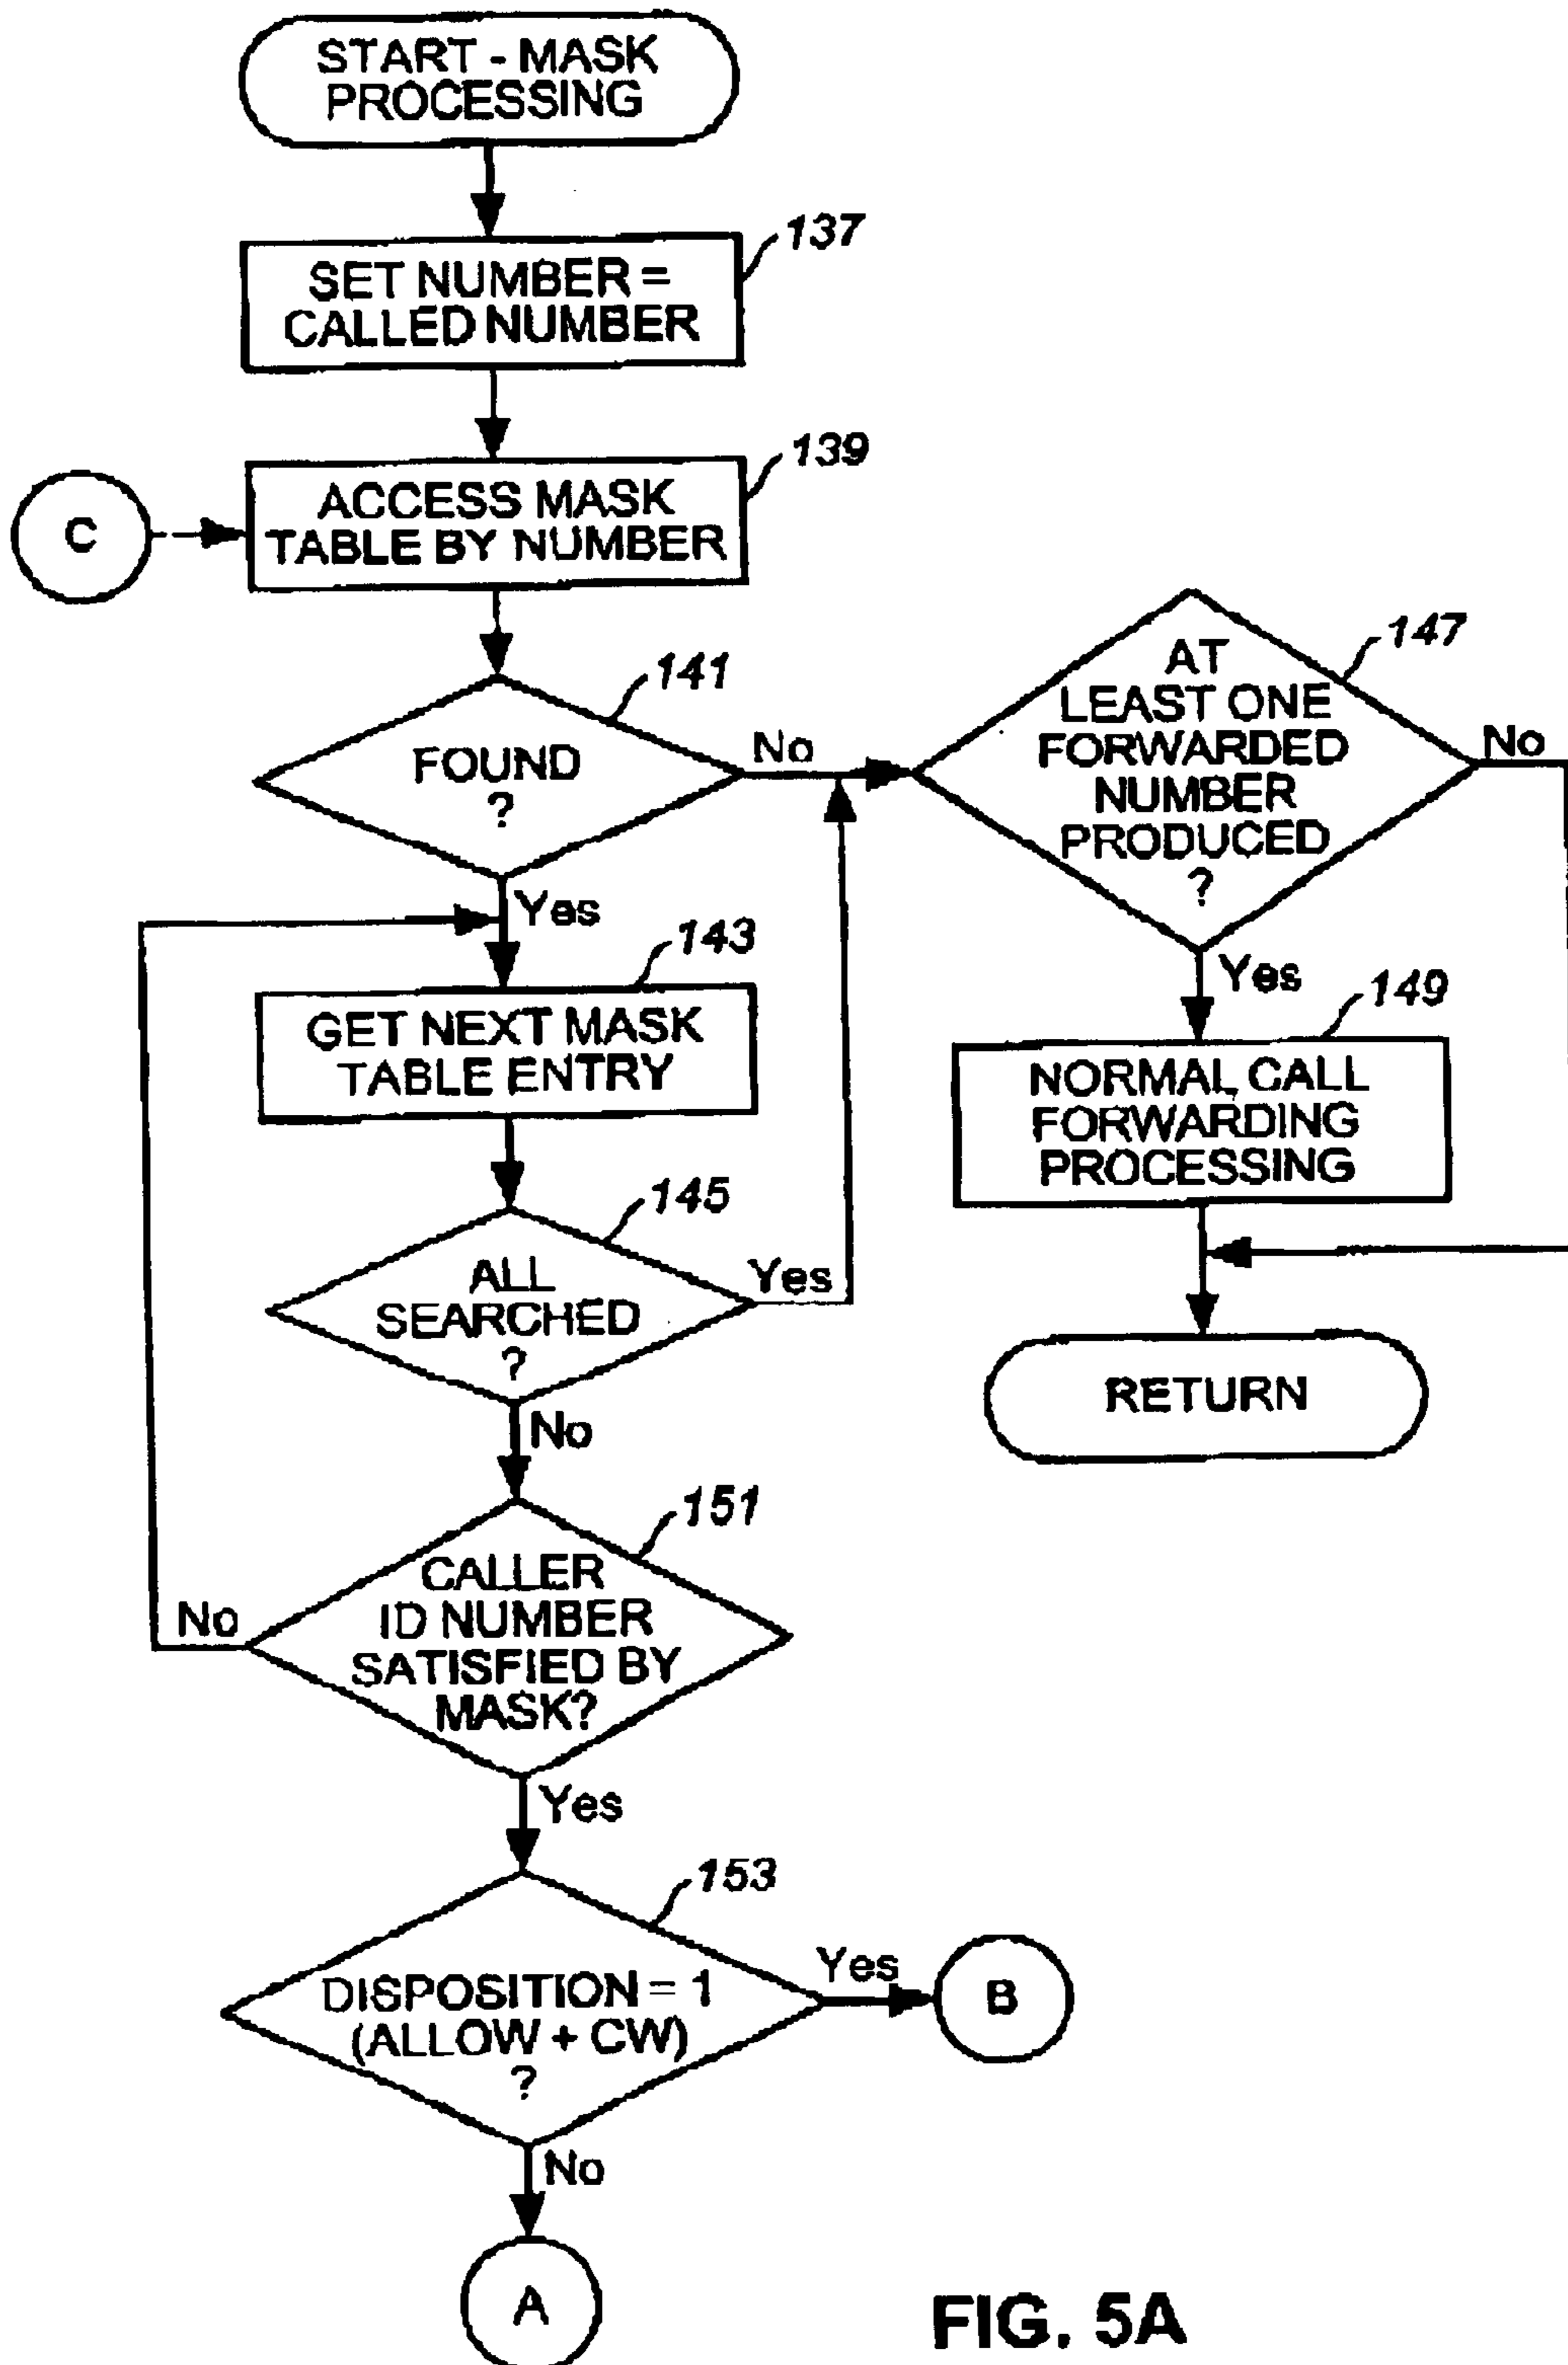 START - MASK
PROCESSING
137
SET NUMBER =
CALLED NUMBER
139
C
ACCESS MASK
TABLE BY NUMBER
141
FOUND
?
No
Yes
147
AT
LEAST ONE
FORWARDED
NUMBER
PRODUCED
?
No
Yes
143
GET NEXT MASK
TABLE ENTRY
149
NORMAL CALL
FORWARDING
PROCESSING
145
ALL
SEARCHED
?
Yes
No
RETURN
151
CALLER
ID NUMBER
SATISFIED BY
MASK?
No
Yes
153
DISPOSITION = 1
(ALLOW + CW)
?
Yes
B
No
A
FIG. 5A